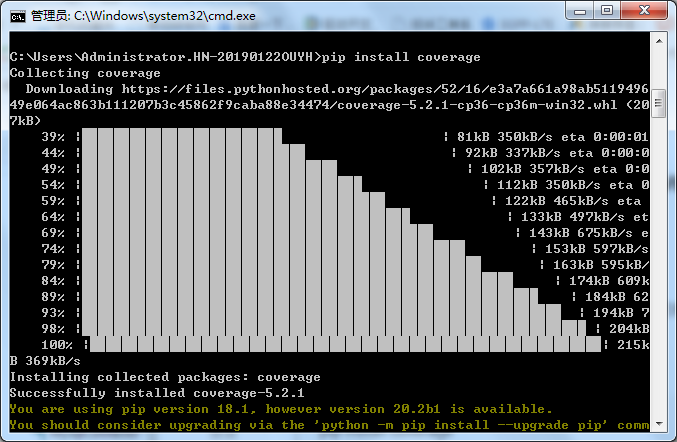 管理员: C:\Windows\system32\cmd.exe
C:\Users\Administrator.HN-20190122OUYH>pip install coverage
Collecting coverage
Downloading https://files.pythonhosted.org/packages/52/16/e3a7a661a98ab5119496
49e064ac863b111207b3c45862f9caba88e34474/coverage-5.2.1-cp36-cp36m-win32.whl (20
7kB)
39% | | 81kB 350kB/s eta 0:00:01
44% | | 92kB 337kB/s eta 0:00:0
49% | | 102kB 357kB/s eta 0:0
54% | | 112kB 350kB/s eta 0
59% | | 122kB 465kB/s eta
64% | | 133kB 497kB/s et
69% | | 143kB 675kB/s e
74% | | 153kB 597kB/s
79% | | 163kB 595kB/
84% | | 174kB 609k
89% | | 184kB 62
93% | | 194kB 7
98% | | 204kB
100% | | 215k
B 369kB/s
Installing collected packages: coverage
Successfully installed coverage-5.2.1
You are using pip version 18.1, however version 20.2b1 is available.
You should consider upgrading via the 'python -m pip install --upgrade pip' comm